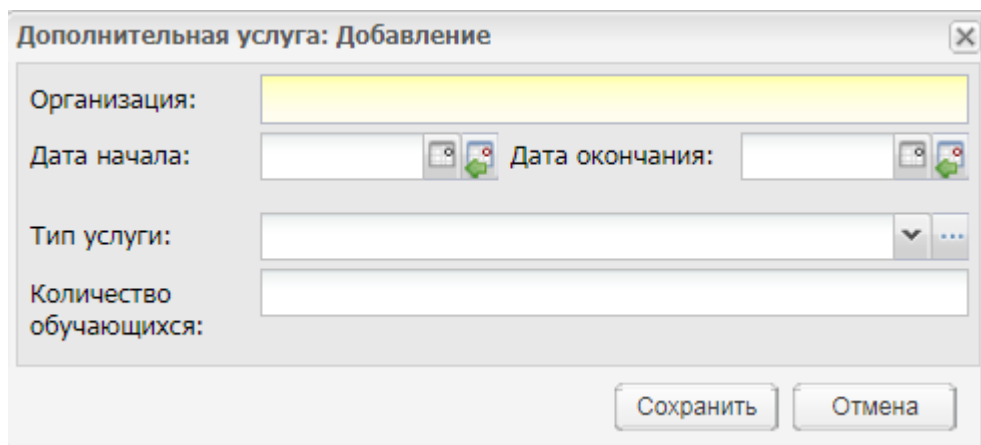 Дополнительная услуга: Добавление
Организация:
Дата начала: Дата окончания:
Тип услуги:
Количество
обучающихся:
Сохранить Отмена